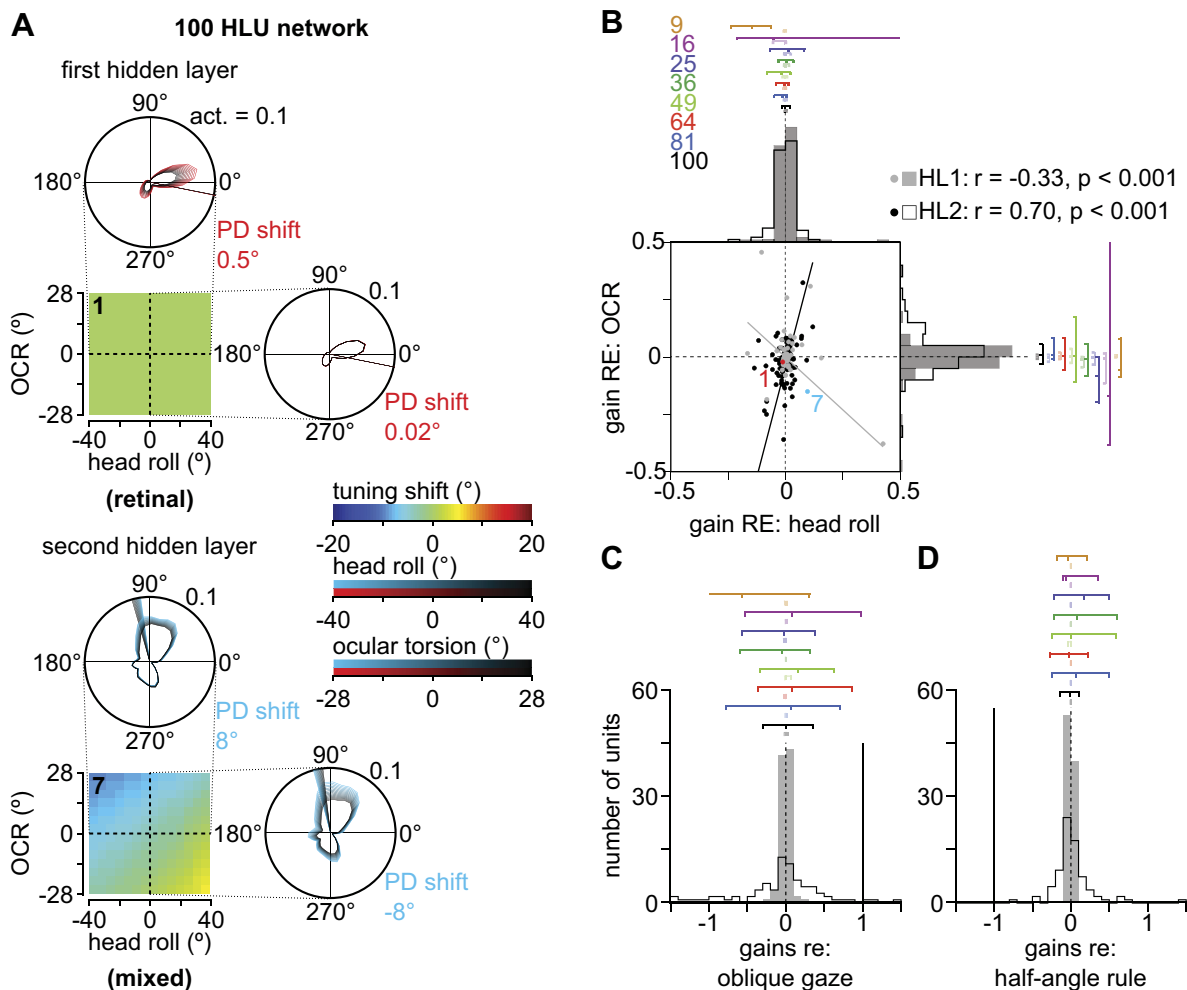 A
100 HLU network
first hidden layer
90°
act. = 0.1
180°
0°
270°
PD shift
0.5°
28
0
-28
OCR (º)
1
-40 0 40
head roll (º)
(retinal)
90°
0.1
180°
0°
270°
PD shift
0.02°
tuning shift (°)
-20 0 20
head roll (°)
-40 0 40
ocular torsion (°)
-28 0 28
second hidden layer
90°
0.1
180°
0°
270°
PD shift
8°
28
0
-28
OCR (º)
7
-40 0 40
head roll (º)
(mixed)
90°
0.1
180°
0°
270°
PD shift
-8°
B
9
16
25
36
49
64
81
100
HL1: r = -0.33, p < 0.001
HL2: r = 0.70, p < 0.001
0.5
0
-0.5
gain RE: OCR
1
7
-0.5 0 0.5
gain RE: head roll
C
60
30
0
number of units
-1 0 1
gains re:
oblique gaze
D
60
30
0
-1 0 1
gains re:
half-angle rule